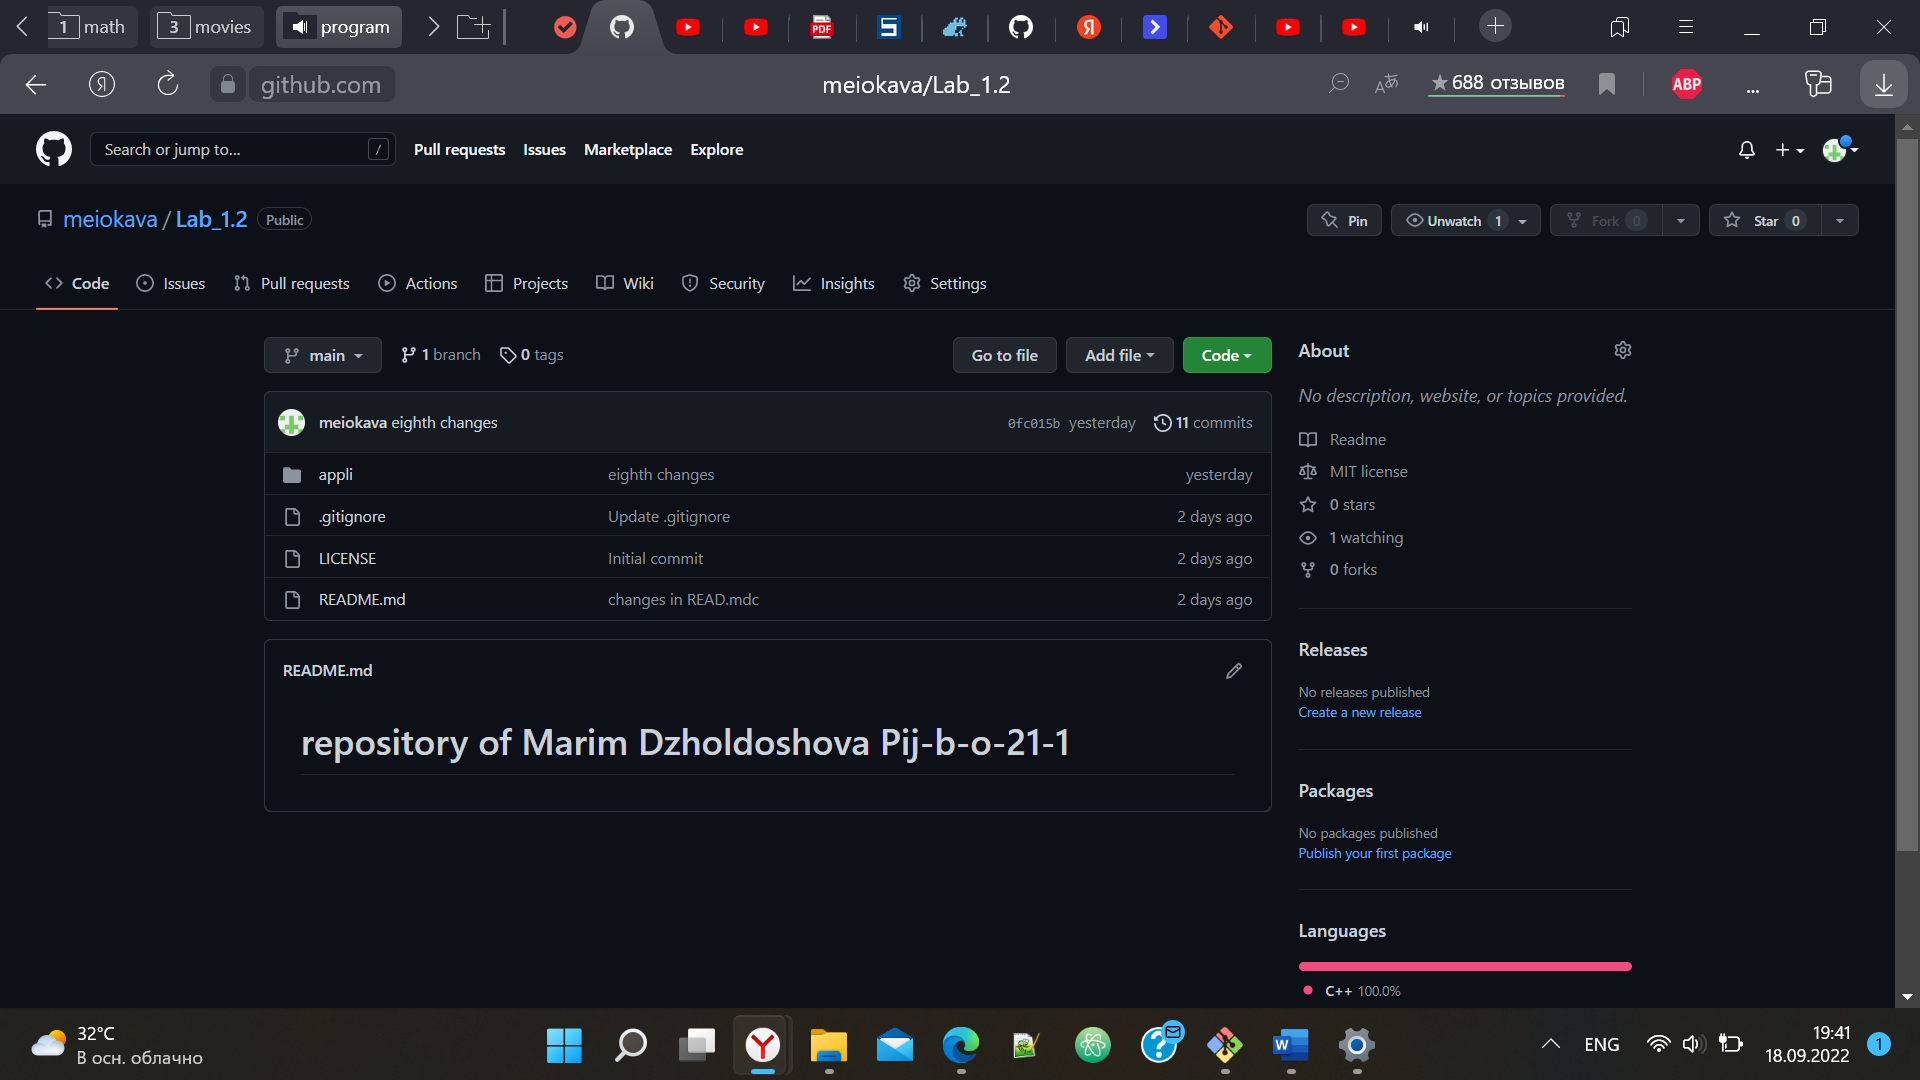 1 math 3 movies program PDF S Я
Я github.com meiokava/Lab_1.2 ★688 отзывов ABP ...
Search or jump to... / Pull requests Issues Marketplace Explore
meiokava / Lab_1.2 Public Pin Unwatch 1 Fork 0 Star 0
Code Issues Pull requests Actions Projects Wiki Security Insights Settings
main 1 branch 0 tags Go to file Add file Code
meiokava eighth changes 0fc015b yesterday 11 commits
appli eighth changes yesterday
.gitignore Update .gitignore 2 days ago
LICENSE Initial commit 2 days ago
README.md changes in READ.mdc 2 days ago
README.md
repository of Marim Dzholdoshova Pij-b-o-21-1
About
No description, website, or topics provided.
Readme
MIT license
0 stars
1 watching
0 forks
Releases
No releases published
Create a new release
Packages
No packages published
Publish your first package
Languages
C++ 100.0%
32°C
В осн. облачно
ENG
19:41
18.09.2022
1